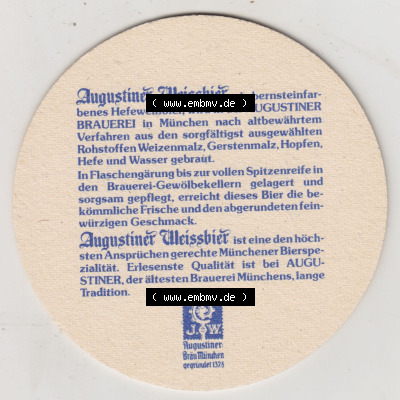 Augustiner Weissbier
( www.embmv.de ) bernsteinfar-
benes Hefeweißbier, AUGUSTINER
BRAUEREI in München nach altbewährtem
Verfahren aus den sorgfältigst ausgewählten
Rohstoffen Weizenmalz, Gerstenmalz, Hopfen,
Hefe und Wasser gebraut.
In Flaschengärung bis zur vollen Spitzenreife in
den Brauerei-Gewölbekellern gelagert und
sorgsam gepflegt, erreicht dieses Bier die be-
( www.embmv.de )
kömmliche Frische und den abgerundeten fein-
würzigen Geschmack.
Augustiner Weissbier ist eine den höch-
sten Ansprüchen gerechte Münchener Bierspe-
zialität. Erlesenste Qualität ist bei AUGU-
STINER, der ältesten Brauerei Münchens, lange
Tradition.
( www.embmv.de )
J. W.
Augustiner
Bräu München
gegründet 1328